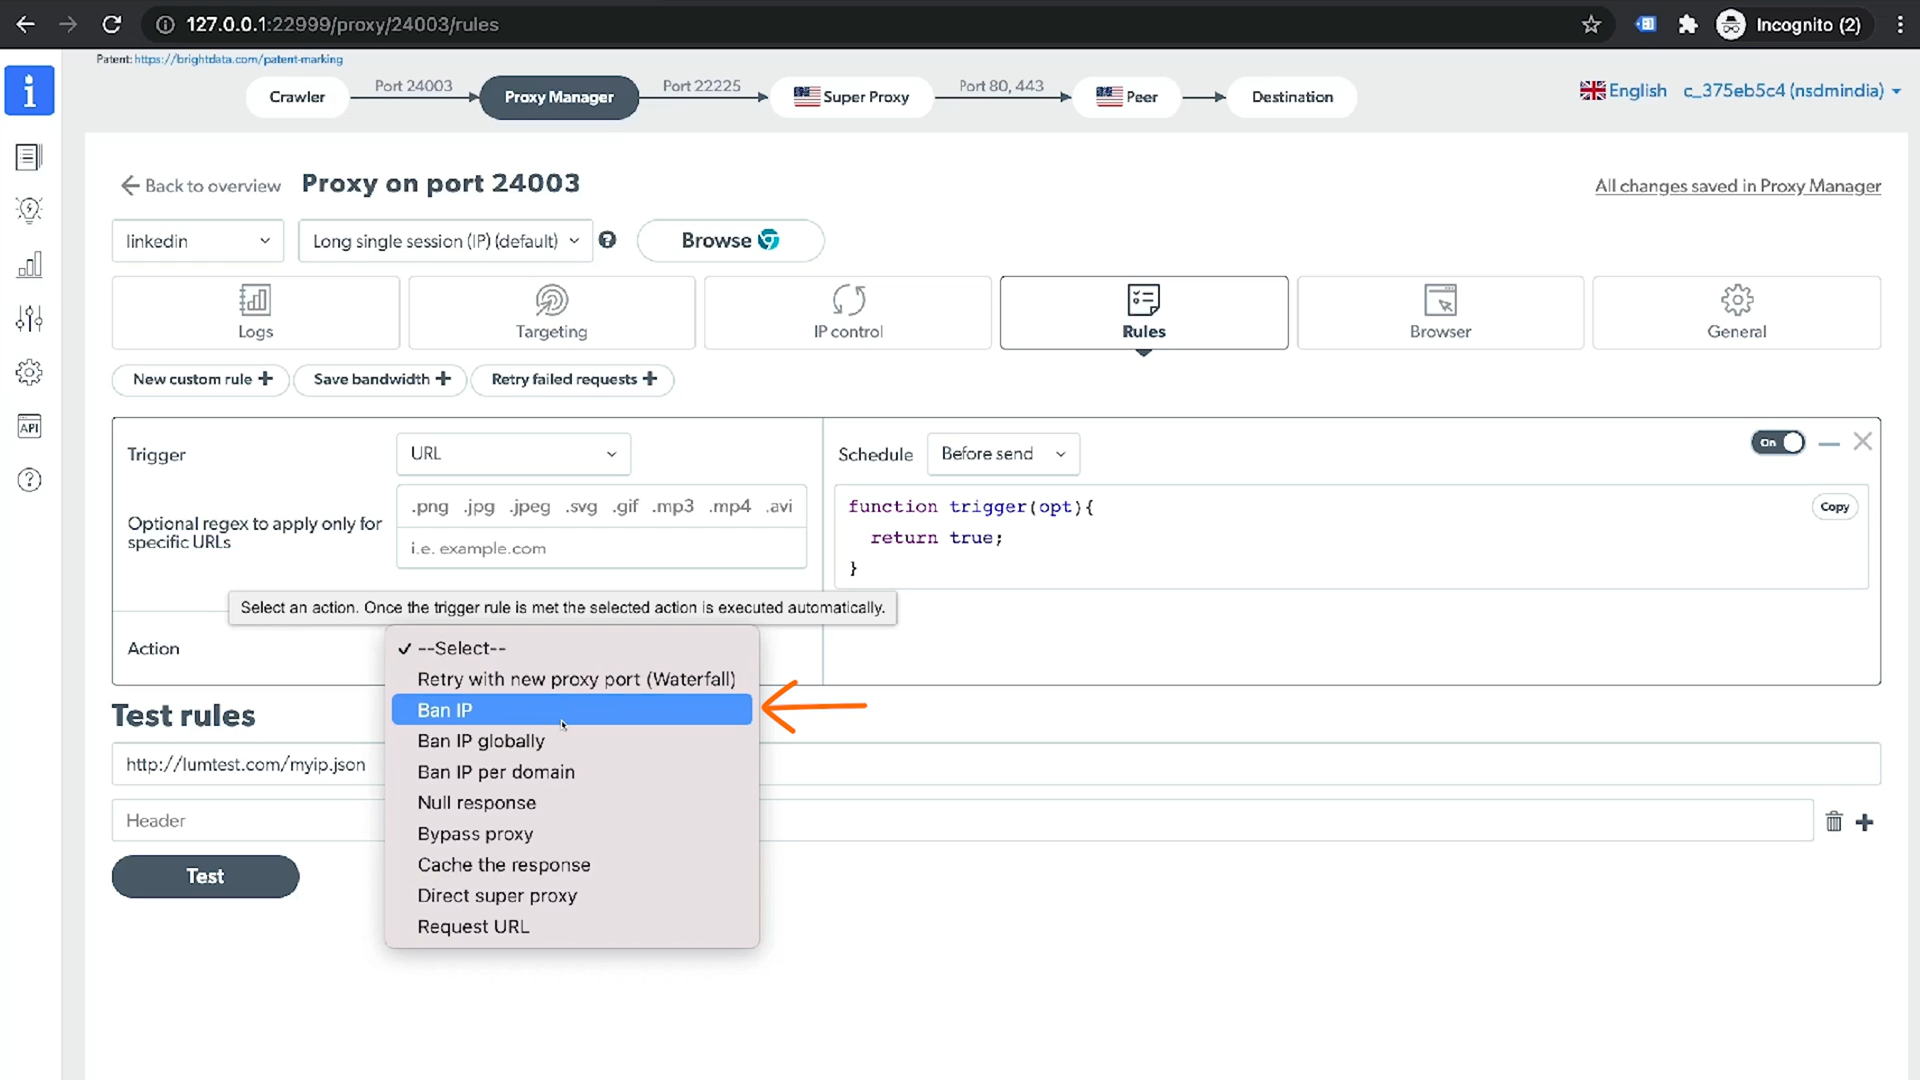 127.0.0.1:22999/proxy/24003/rules
Incognito (2)
Patent: https://brightdata.com/patent-marking
Crawler
Port 24003
Proxy Manager
Port 22225
Super Proxy
Port 80, 443
Peer
Destination
English
c_375eb5c4 (nsdmindia)
Back to overview
Proxy on port 24003
All changes saved in Proxy Manager
linkedin
Long single session (IP) (default)
Browse
Logs
Targeting
IP control
Rules
Browser
General
New custom rule +
Save bandwidth +
Retry failed requests +
Trigger
URL
Schedule
Before send
On
Optional regex to apply only for
specific URLs
.png .jpg .jpeg .svg .gif .mp3 .mp4 .avi
i.e. example.com
function trigger(opt){
return true;
}
Copy
Select an action. Once the trigger rule is met the selected action is executed automatically.
Action
✓ --Select--
Retry with new proxy port (Waterfall)
Ban IP
Ban IP globally
Ban IP per domain
Null response
Bypass proxy
Cache the response
Direct super proxy
Request URL
Test rules
http://lumtest.com/myip.json
Header
Test
API